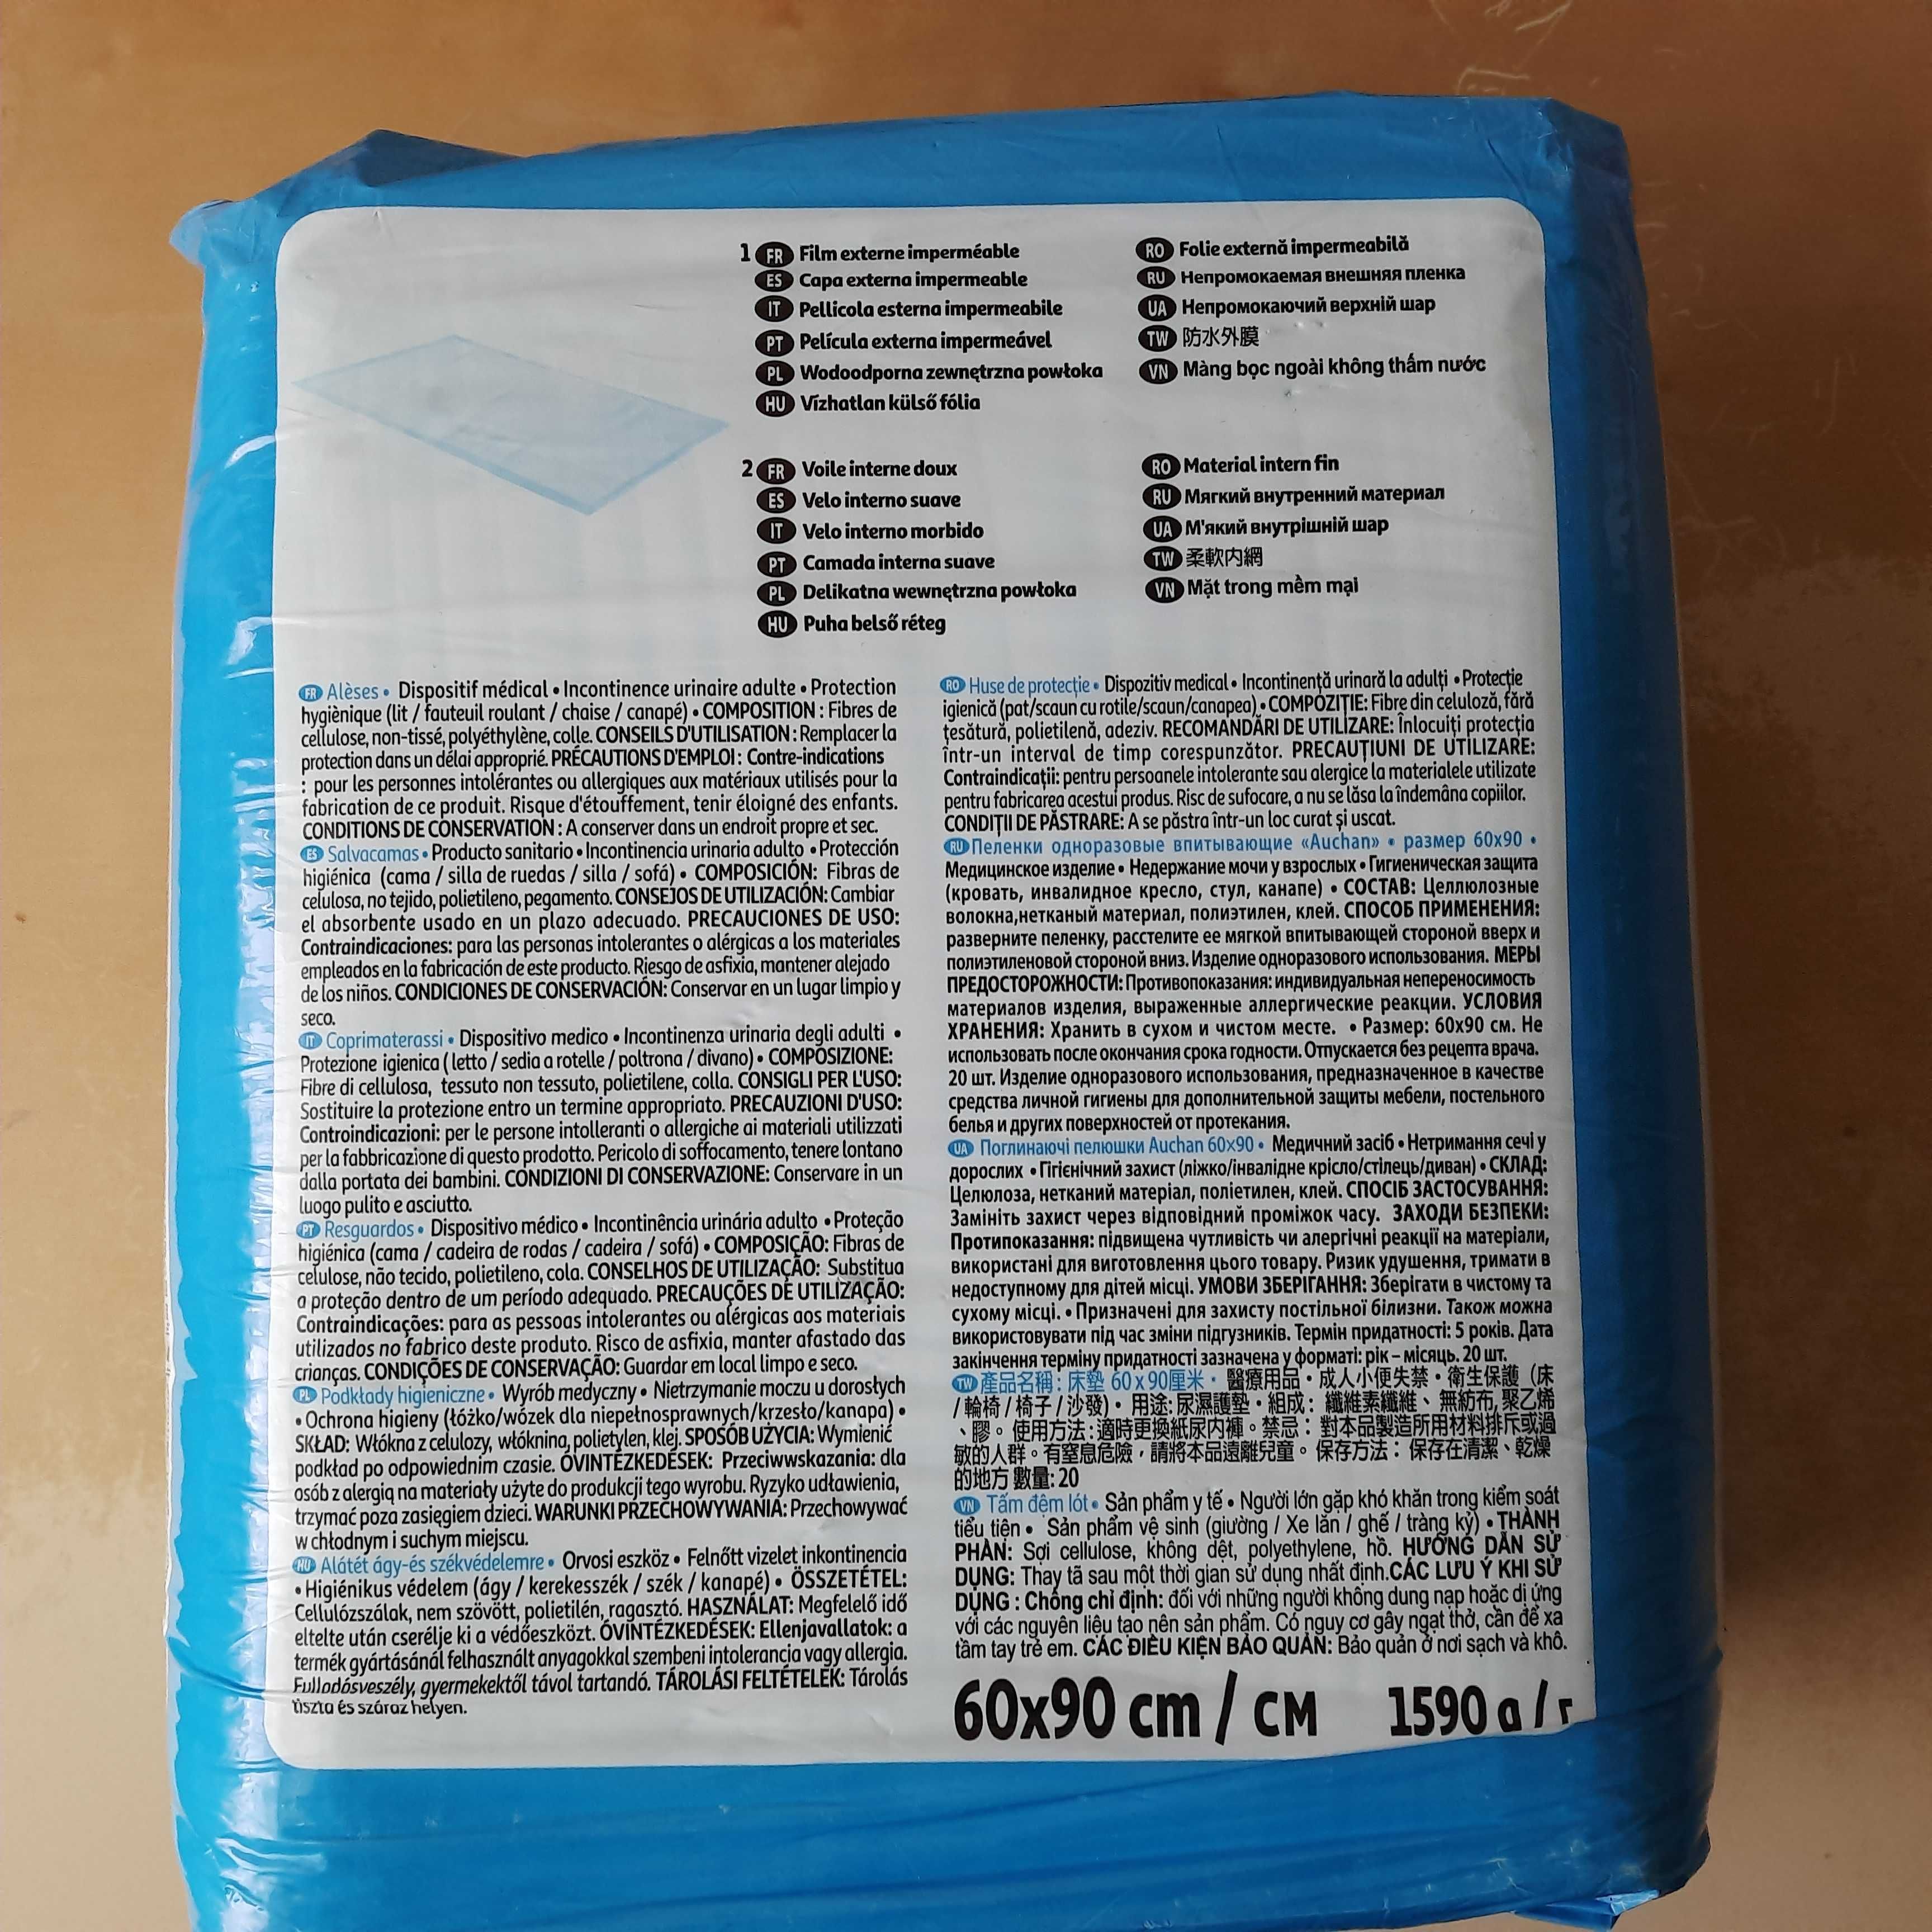 1 FR Film externe imperméable
ES Capa externa impermeable
IT Pellicola esterna impermeabile
PT Película externa impermeável
PL Wodoodporna zewnętrzna powłoka
HU Vízhatlan külső fólia
RO Folie externă impermeabilă
RU Непромокаемая внешняя пленка
UA Непромокаючий верхній шар
TW 防水外膜
VN Màng bọc ngoài không thấm nước
2 FR Voile interne doux
ES Velo interno suave
IT Velo interno morbido
PT Camada interna suave
PL Delikatna wewnętrzna powłoka
HU Puha belső réteg
RO Material intern fin
RU Мягкий внутренний материал
UA М'який внутрішній шар
TW 柔軟内網
VN Mặt trong mềm mại
FR Alèses • Dispositif médical • Incontinence urinaire adulte • Protection
hygiènique (lit / fauteuil roulant / chaise / canapé) • COMPOSITION : Fibres de
cellulose, non-tissé, polyéthylène, colle. CONSEILS D'UTILISATION : Remplacer la
protection dans un délai approprié. PRÉCAUTIONS D'EMPLOI : Contre-indications
: pour les personnes intolérantes ou allergiques aux matériaux utilisés pour la
fabrication de ce produit. Risque d'étouffement, tenir éloigné des enfants.
CONDITIONS DE CONSERVATION : A conserver dans un endroit propre et sec.
ES Salvacamas • Producto sanitario • Incontinencia urinaria adulto • Protección
higiénica (cama / silla de ruedas / silla / sofá) • COMPOSICIÓN: Fibras de
celulosa, no tejido, polietileno, pegamento. CONSEJOS DE UTILIZACIÓN: Cambiar
el absorbente usado en un plazo adecuado. PRECAUCIONES DE USO:
Contraindicaciones: para las personas intolerantes o alérgicas a los materiales
empleados en la fabricación de este producto. Riesgo de asfixia, mantener alejado
de los niños. CONDICIONES DE CONSERVACIÓN: Conservar en un lugar limpio y
seco.
IT Coprimaterassi • Dispositivo medico • Incontinenza urinaria degli adulti •
Protezione igienica ( letto / sedia a rotelle / poltrona / divano) • COMPOSIZIONE:
Fibre di cellulosa, tessuto non tessuto, polietilene, colla. CONSIGLI PER L'USO:
Sostituire la protezione entro un termine appropriato. PRECAUZIONI D'USO:
Controindicazioni: per le persone intolleranti o allergiche ai materiali utilizzati
per la fabbricazione di questo prodotto. Pericolo di soffocamento, tenere lontano
dalla portata dei bambini. CONDIZIONI DI CONSERVAZIONE: Conservare in un
luogo pulito e asciutto.
PT Resguardos • Dispositivo médico • Incontinência urinária adulto • Proteção
higiénica (cama / cadeira de rodas / cadeira / sofá) • COMPOSIÇÃO: Fibras de
celulose, não tecido, polietileno, cola. CONSELHOS DE UTILIZAÇÃO: Substitua
a proteção dentro de um período adequado. PRECAUÇÕES DE UTILIZAÇÃO:
Contraindicações: para as pessoas intolerantes ou alérgicas aos materiais
utilizados no fabrico deste produto. Risco de asfixia, manter afastado das
crianças. CONDIÇÕES DE CONSERVAÇÃO: Guardar em local limpo e seco.
PL Podkłady higieniczne • Wyrób medyczny • Nietrzymanie moczu u dorosłych
• Ochrona higieny (łóżko/wózek dla niepełnosprawnych/krzesło/kanapa) •
SKŁAD: Włókna z celulozy, włóknina, polietylen, klej. SPOSÓB UŻYCIA: Wymienić
podkład po odpowiednim czasie. ÓVINTÉZKEDÉSEK: Przeciwwskazania: dla
osób z alergią na materiały użyte do produkcji tego wyrobu. Ryzyko udławienia,
trzymać poza zasięgiem dzieci. WARUNKI PRZECHOWYWANIA: Przechowywać
w chłodnym i suchym miejscu.
HU Alátét ágy-és székvédelemre • Orvosi eszköz • Felnőtt vizelet inkontinencia
• Higiénikus védelem (ágy / kerekesszék / szék / kanapé) • ÖSSZETÉTEL:
Cellulózszálak, nem szövött, polietilén, ragasztó. HASZNÁLAT: Megfelelő idő
eltelte után cserélje ki a védőeszközt. ÓVINTÉZKEDÉSEK: Ellenjavallatok: a
termék gyártásánál felhasznált anyagokkal szembeni intolerancia vagy allergia.
Fulladásveszély, gyermekektől távol tartandó. TÁROLÁSI FELTÉTELEK: Tárolás
tiszta és száraz helyen.
RO Huse de protecție • Dispozitiv medical • Incontinență urinară la adulți • Protecție
igienică (pat/scaun cu rotile/scaun/canapea) • COMPOZIȚIE: Fibre din celuloză, fără
țesătură, polietilenă, adeziv. RECOMANDĂRI DE UTILIZARE: Înlocuiți protecția
într-un interval de timp corespunzător. PRECAUȚIUNI DE UTILIZARE:
Contraindicații: pentru persoanele intolerante sau alergice la materialele utilizate
pentru fabricarea acestui produs. Risc de sufocare, a nu se lăsa la îndemâna copiilor.
CONDIȚII DE PĂSTRARE: A se păstra într-un loc curat și uscat.
RU Пеленки одноразовые впитывающие «Auchan» • размер 60x90 •
Медицинское изделие • Недержание мочи у взрослых • Гигиеническая защита
(кровать, инвалидное кресло, стул, канапе) • СОСТАВ: Целлюлозные
волокна,нетканый материал, полиэтилен, клей. СПОСОБ ПРИМЕНЕНИЯ:
разверните пеленку, расстелите ее мягкой впитывающей стороной вверх и
полиэтиленовой стороной вниз. Изделие одноразового использования. МЕРЫ
ПРЕДОСТОРОЖНОСТИ: Противопоказания: индивидуальная непереносимость
материалов изделия, выраженные аллергические реакции. УСЛОВИЯ
ХРАНЕНИЯ: Хранить в сухом и чистом месте. • Размер: 60x90 см. Не
использовать после окончания срока годности. Отпускается без рецепта врача.
20 шт. Изделие одноразового использования, предназначенное в качестве
средства личной гигиены для дополнительной защиты мебели, постельного
белья и других поверхностей от протекания.
UA Поглинаючі пелюшки Auchan 60x90 • Медичний засіб • Нетримання сечі у
дорослих • Гігієнічний захист (ліжко/інвалідне крісло/стілець/диван) • СКЛАД:
Целюлоза, нетканий матеріал, поліетилен, клей. СПОСІБ ЗАСТОСУВАННЯ:
Замініть захист через відповідний проміжок часу. ЗАХОДИ БЕЗПЕКИ:
Протипоказання: підвищена чутливість чи алергічні реакції на матеріали,
використані для виготовлення цього товару. Ризик удушення, тримати в
недоступному для дітей місці. УМОВИ ЗБЕРІГАННЯ: Зберігати в чистому та
сухому місці. • Призначені для захисту постільної білизни. Також можна
використовувати під час зміни підгузників. Термін придатності: 5 років. Дата
закінчення терміну придатності зазначена у форматі: рік – місяць. 20 шт.
TW 產品名稱 : 床墊 60 x 90厘米 · 醫療用品 · 成人小便失禁 · 衛生保護（床
/ 輪椅 / 椅子 / 沙發）· 用途: 尿濕護墊 · 組成： 纖維素纖維、 無紡布, 聚乙烯
、膠。 使用方法 : 適時更換紙尿內褲。禁忌： 對本品製造所用材料排斥或過
敏的人群。有窒息危險，請將本品遠離兒童。 保存方法： 保存在清潔、乾燥
的地方 數量: 20
VN Tấm đệm lót • Sản phẩm y tế • Người lớn gặp khó khăn trong kiểm soát
tiểu tiện • Sản phẩm vệ sinh (giường / Xe lăn / ghế / tràng kỷ) • THÀNH
PHẦN: Sợi cellulose, không dệt, polyethylene, hồ. HƯỚNG DẪN SỬ
DỤNG: Thay tã sau một thời gian sử dụng nhất định.CÁC LƯU Ý KHI SỬ
DỤNG : Chống chỉ định: đối với những người không dung nạp hoặc dị ứng
với các nguyên liệu tạo nên sản phẩm. Có nguy cơ gây ngạt thở, cần để xa
tầm tay trẻ em. CÁC ĐIỀU KIỆN BẢO QUẢN: Bảo quản ở nơi sạch và khô.
60x90 cm / см 1590 g / г